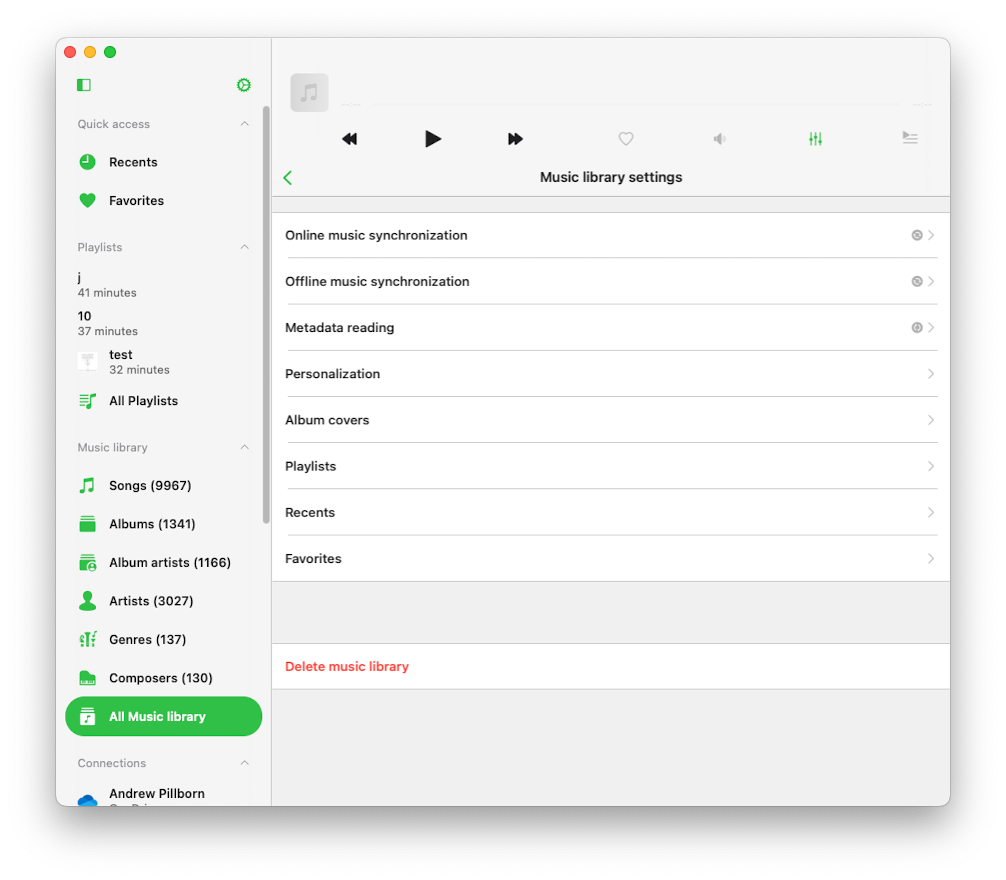 Quick access
Recents
Favorites
Playlists
j
41 minutes
10
37 minutes
test
32 minutes
All Playlists
Music library
Songs (9967)
Albums (1341)
Album artists (1166)
Artists (3027)
Genres (137)
Composers (130)
All Music library
Connections
Andrew Pillborn
--:--
--:--
Music library settings
Online music synchronization
Offline music synchronization
Metadata reading
Personalization
Album covers
Playlists
Recents
Favorites
Delete music library